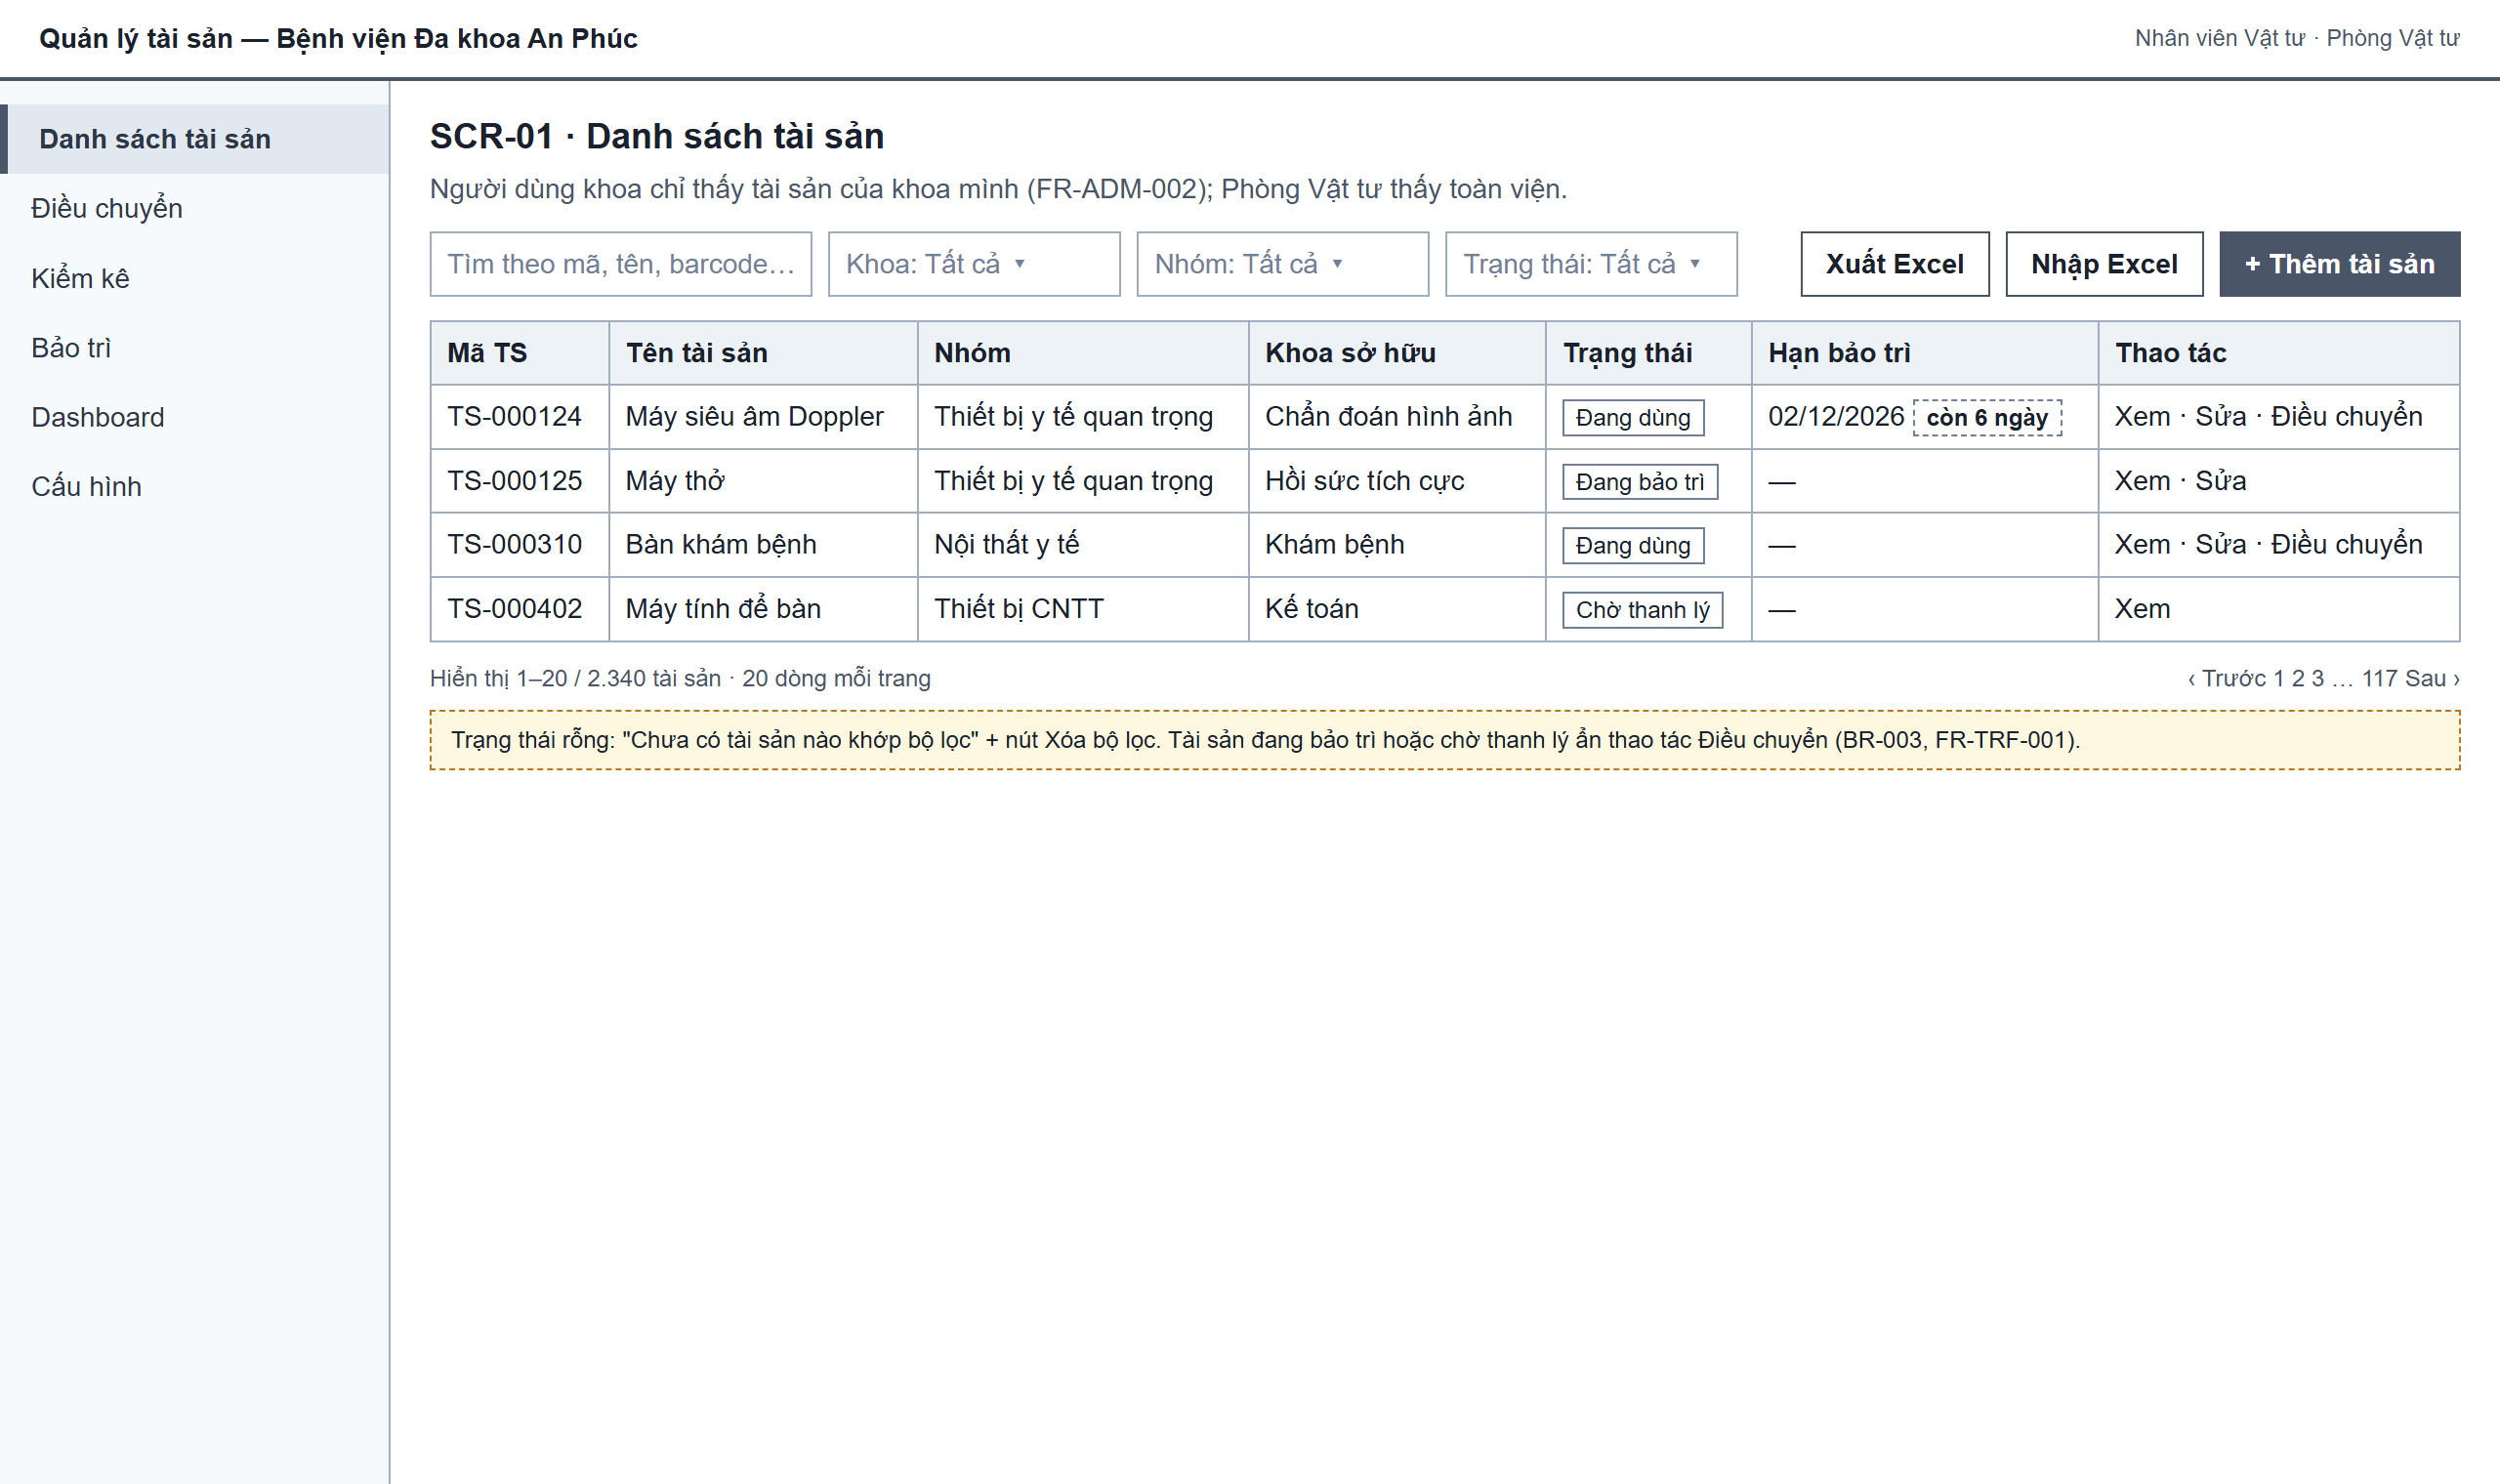 Quản lý tài sản — Bệnh viện Đa khoa An Phúc
Nhân viên Vật tư · Phòng Vật tư
Danh sách tài sản
Điều chuyển
Kiểm kê
Bảo trì
Dashboard
Cấu hình
SCR-01 · Danh sách tài sản
Người dùng khoa chỉ thấy tài sản của khoa mình (FR-ADM-002); Phòng Vật tư thấy toàn viện.
Tìm theo mã, tên, barcode… Khoa: Tất cả ▾ Nhóm: Tất cả ▾ Trạng thái: Tất cả ▾ Xuất Excel Nhập Excel + Thêm tài sản
Mã TS Tên tài sản Nhóm Khoa sở hữu Trạng thái Hạn bảo trì Thao tác
TS-000124 Máy siêu âm Doppler Thiết bị y tế quan trọng Chẩn đoán hình ảnh Đang dùng 02/12/2026 còn 6 ngày Xem · Sửa · Điều chuyển
TS-000125 Máy thở Thiết bị y tế quan trọng Hồi sức tích cực Đang bảo trì — Xem · Sửa
TS-000310 Bàn khám bệnh Nội thất y tế Khám bệnh Đang dùng — Xem · Sửa · Điều chuyển
TS-000402 Máy tính để bàn Thiết bị CNTT Kế toán Chờ thanh lý — Xem
Hiển thị 1–20 / 2.340 tài sản · 20 dòng mỗi trang
‹ Trước 1 2 3 … 117 Sau ›
Trạng thái rỗng: "Chưa có tài sản nào khớp bộ lọc" + nút Xóa bộ lọc. Tài sản đang bảo trì hoặc chờ thanh lý ẩn thao tác Điều chuyển (BR-003, FR-TRF-001).